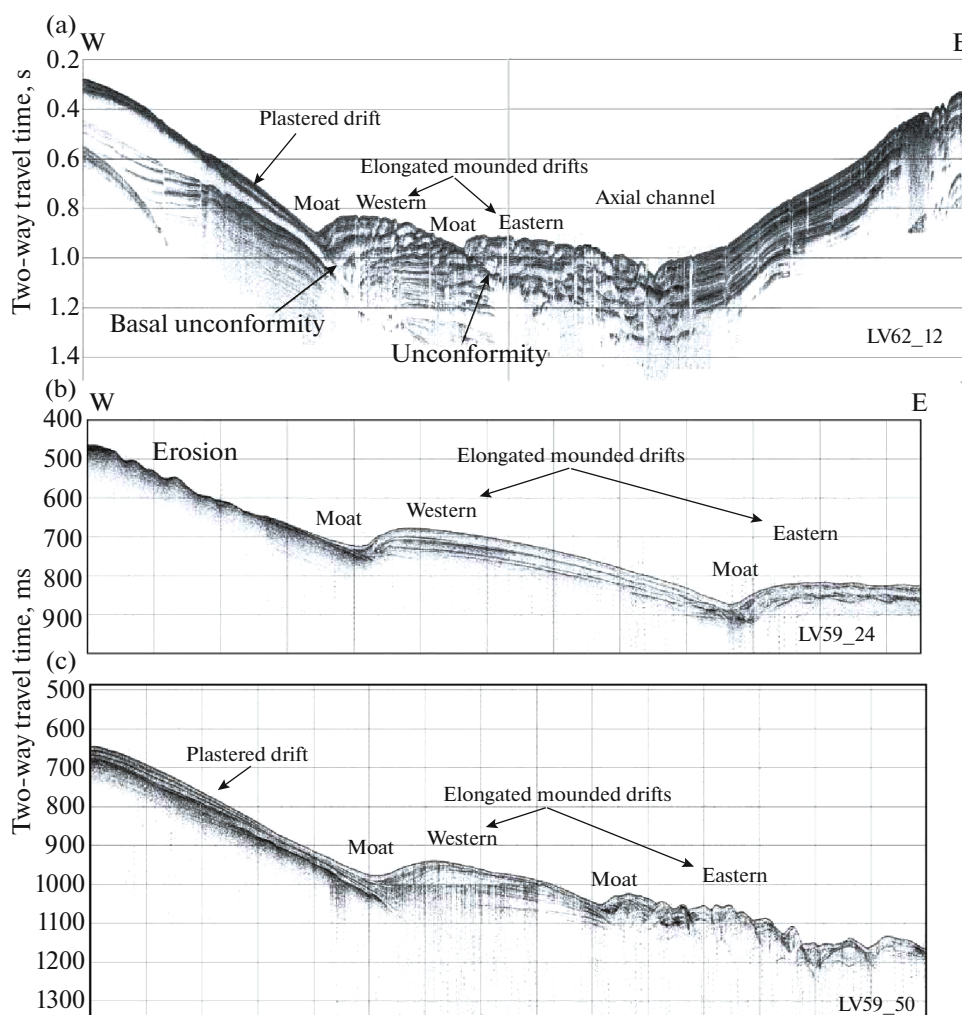 (a)
W E
0.2
0.4
0.6
0.8
1.0
1.2
1.4
Two-way travel time, s
Plastered drift
Elongated mounded drifts
Moat Western
Moat Eastern
Axial channel
Basal unconformity
Unconformity
LV62_12
(b)
W E
400
500
600
700
800
900
Erosion
Elongated mounded drifts
Moat Western
Eastern
Moat
LV59_24
Two-way travel time, ms
(c)
500
600
700
800
900
1000
1100
1200
1300
Plastered drift
Elongated mounded drifts
Moat Western
Moat Eastern
LV59_50